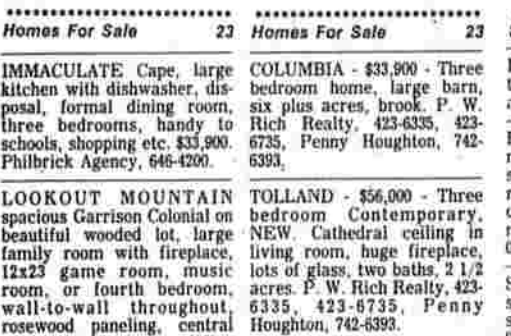 Homes For Sale 23
IMMACULATE Cape, large
kitchen with dishwasher, dis-
posal, formal dining room,
three bedrooms, handy to
schools, shopping etc. $33,900.
Philbrick Agency, 646-4200.
LOOKOUT MOUNTAIN
spacious Garrison Colonial on
beautiful wooded lot, large
family room with fireplace,
12x23 game room, music
room, or fourth bedroom,
wall-to-wall throughout,
rosewood paneling, central
Homes For Sale 23
COLUMBIA - $33,900 - Three
bedroom home, large barn,
six plus acres, brook. P. W.
Rich Realty, 423-6335, 423-
6735, Penny Houghton, 742-
6393.
TOLLAND - $56,000 - Three
bedroom Contemporary,
NEW. Cathedral ceiling in
living room, huge fireplace,
lots of glass, two baths, 2 1/2
acres. P. W. Rich Realty, 423-
6335, 423-6735, Penny
Houghton, 742-6393.